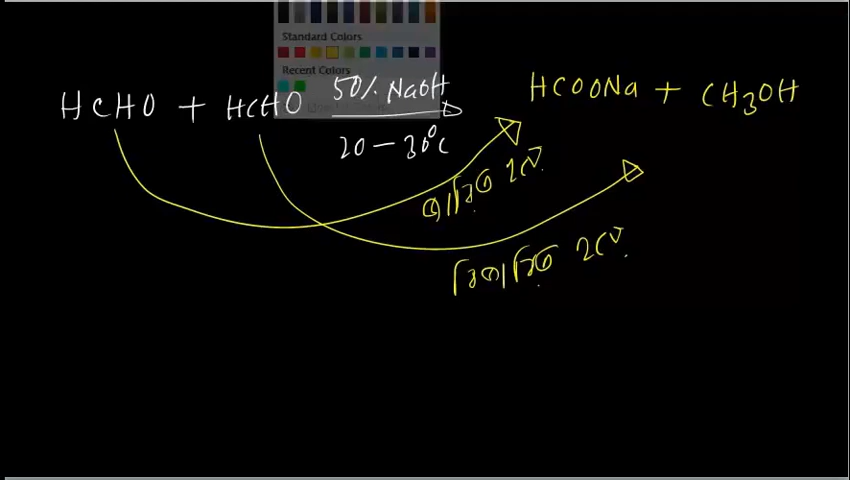 Standard Colors
Recent Colors
HCHO + HCHO 50% NaOH HCOONa + CH3OH
20 – 30°C
জারিত হয়
বিজারিত হয়